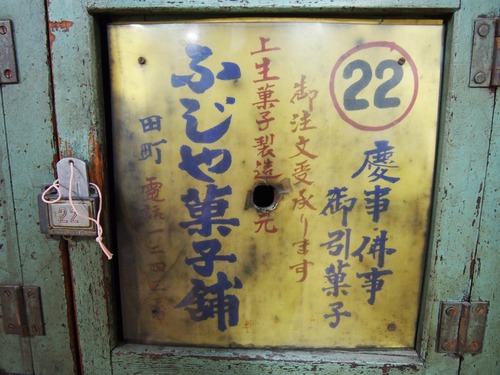 22
慶事・佛事
御引菓子
御注文受承ります
上生菓子製造元
ふじや菓子舗
田町
電話
22